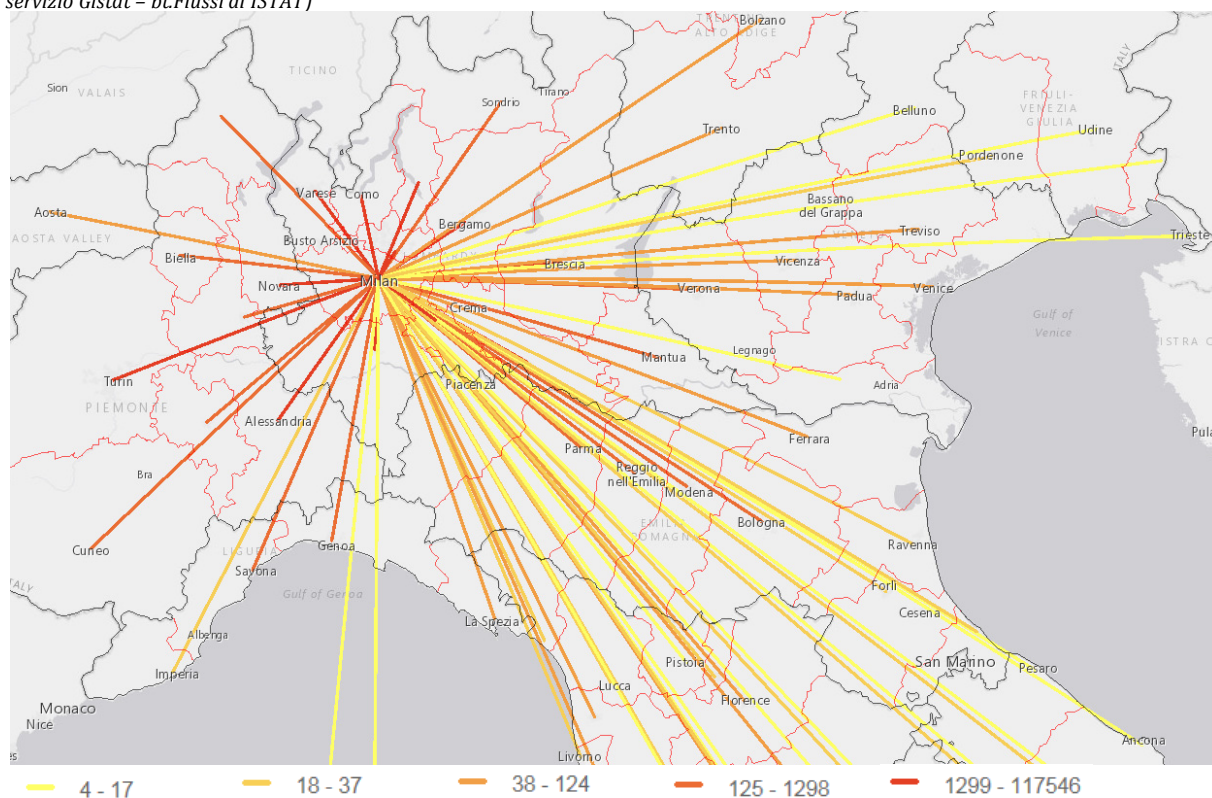 servizio Gistat – bt.Flussi di ISTAT)
TRENTINO
ALTO ADIGE
Bolzano
ITALY
TICINO
Sion
VALAIS
Sondrio
Tirano
FRIULI-
VENEZIA
GIULIA
Belluno
Trento
Udine
Pordenone
Varese
Como
Bassano
del Grappa
Aosta
Bergamo
Treviso
Trieste
AOSTA VALLEY
Busto Arsizio
Biella
Brescia
Vicenza
Novara
Milan
Verona
Padua
Venice
Crema
Gulf of
Venice
Mantua
Legnago
Turin
Piacenza
Adria
PIEMONTE
Alessandria
Ferrara
Pula
Parma
Bra
Reggio
nell'Emilia
Modena
Bologna
Cuneo
LIGURIA
Genoa
Ravenna
Savona
ITALY
Forlì
Gulf of Genoa
Cesena
La Spezia
Albenga
Pistoia
San Marino
Pesaro
Imperia
Lucca
Florence
Monaco
Nice
Ancona
Livorno
4 - 17
18 - 37
38 - 124
125 - 1298
1299 - 117546